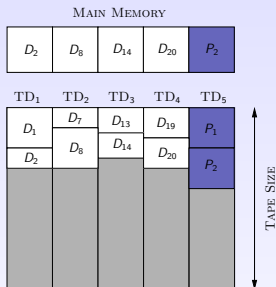 MAIN MEMORY
D2 D8 D14 D20 P2
TD1 TD2 TD3 TD4 TD5
D1 D7 D13 D19 P1
D2 D8 D14 D20 P2
TAPE SIZE